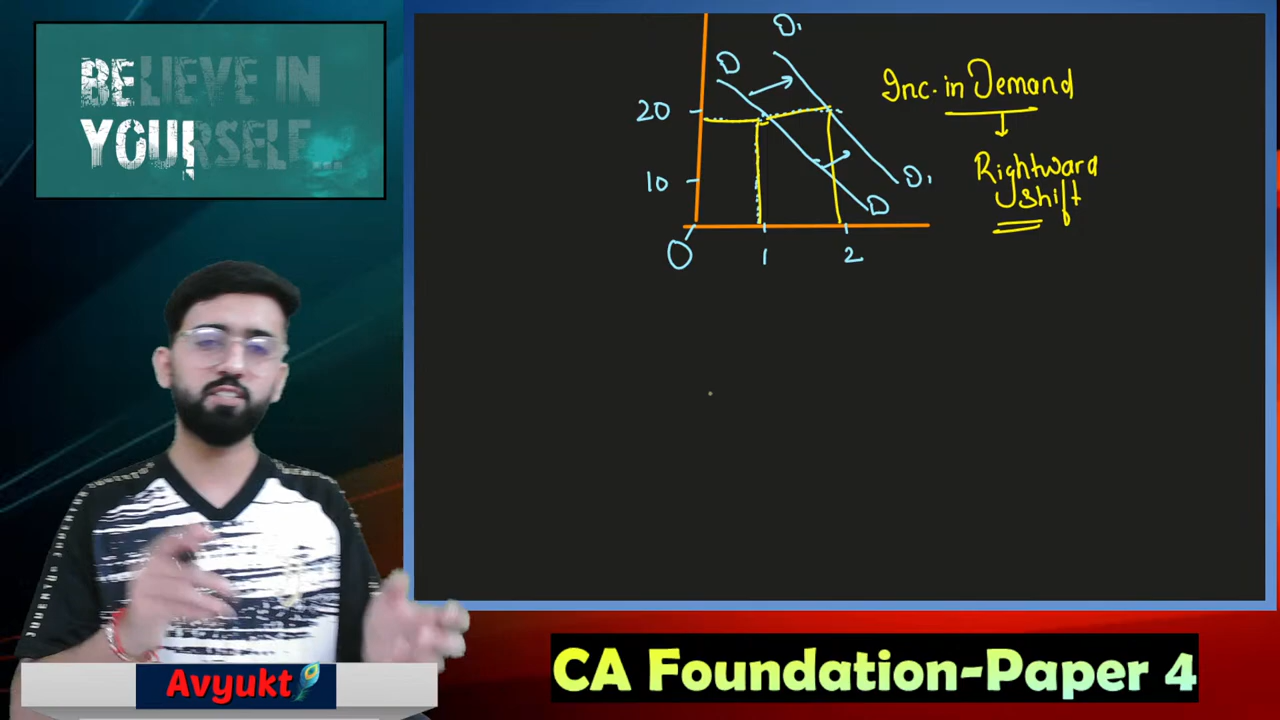 BELIEVE IN
YOURSELF...
D₁
D
20
10
D₁
D
O
1
2
Inc. in Demand
Rightward
shift
JUVENTUS
Avyukt
CA Foundation-Paper 4